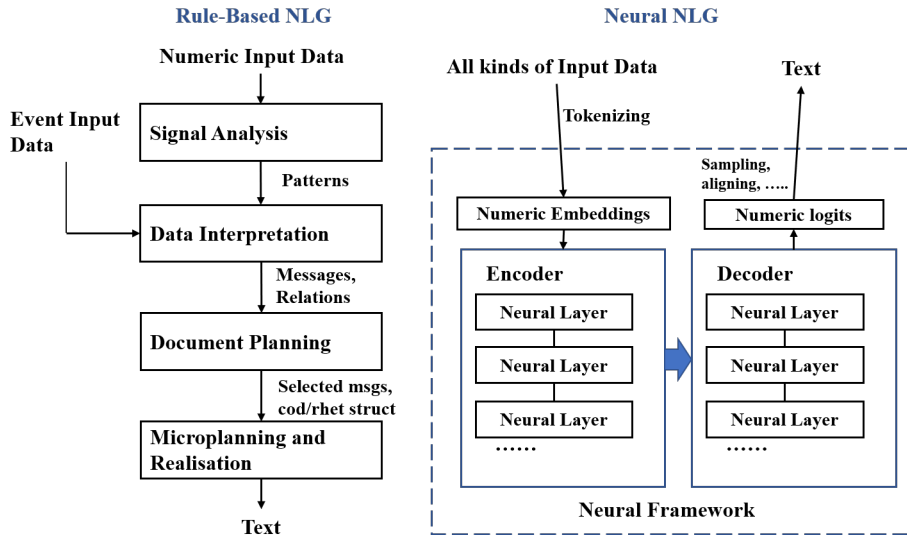 Rule-Based NLG
Numeric Input Data
Event Input
Data
Signal Analysis
Patterns
Data Interpretation
Messages,
Relations
Document Planning
Selected msgs,
cod/rhet struct
Microplanning and
Realisation
Text
Neural NLG
All kinds of Input Data
Text
Tokenizing
Sampling,
aligning, …..
Numeric Embeddings
Numeric logits
Encoder
Neural Layer
Neural Layer
Neural Layer
……
Decoder
Neural Layer
Neural Layer
Neural Layer
……
Neural Framework